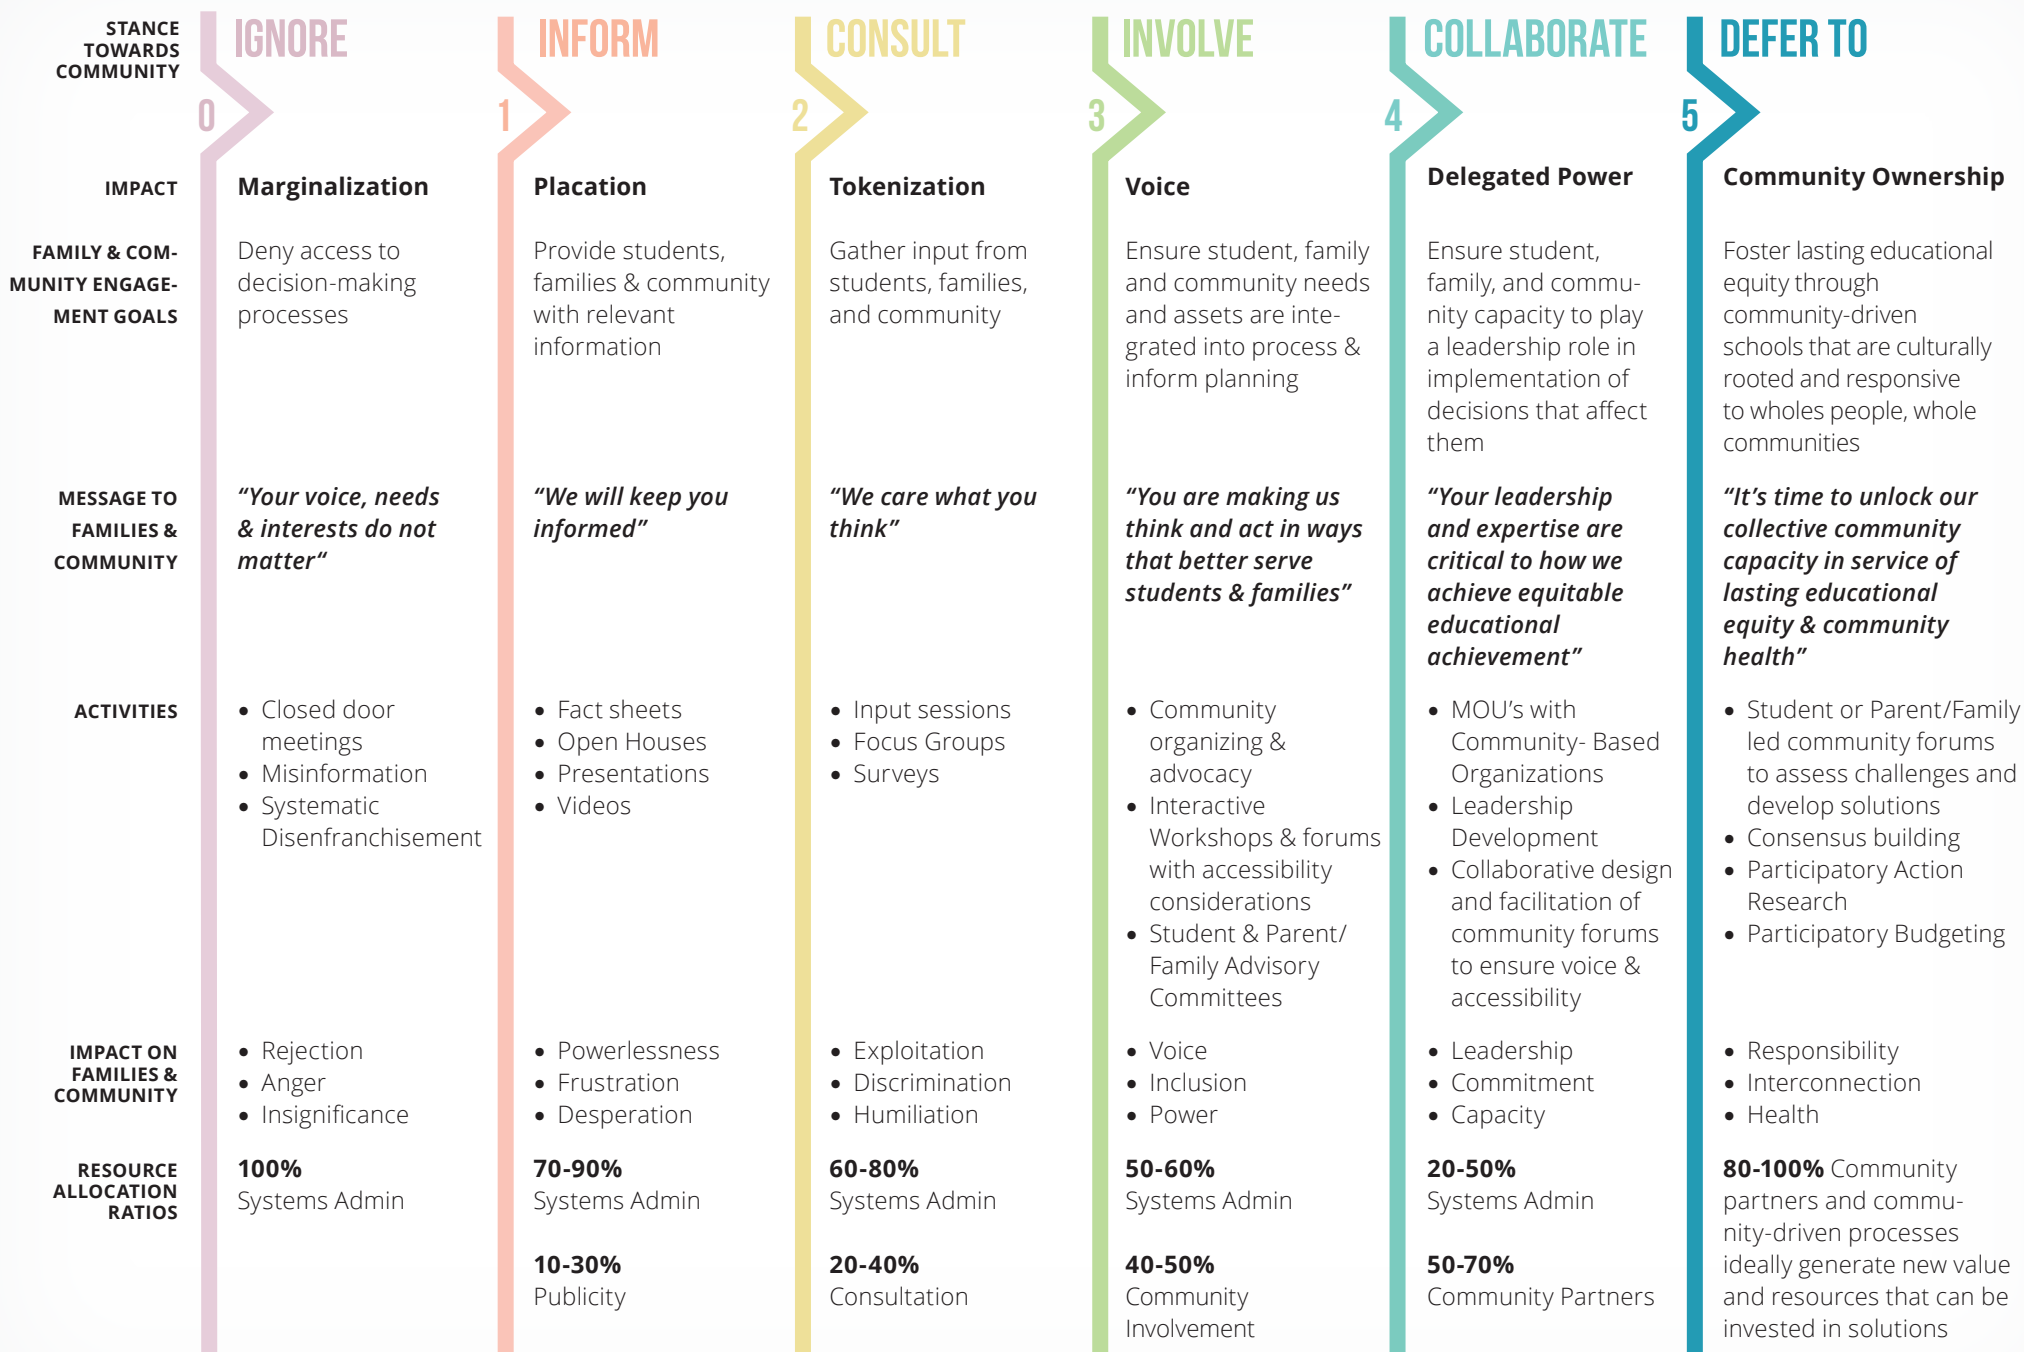 STANCE
TOWARDS
COMMUNITY
IGNORE
INFORM
CONSULT
INVOLVE
COLLABORATE
DEFER TO
0
1
2
3
4
5
IMPACT
Marginalization
Placation
Tokenization
Voice
Delegated Power
Community Ownership
FAMILY & COM-
MUNITY ENGAGE-
MENT GOALS
Deny access to
decision-making
processes
Provide students,
families & community
with relevant
information
Gather input from
students, families,
and community
Ensure student, family
and community needs
and assets are inte-
grated into process &
inform planning
Ensure student,
family, and commu-
nity capacity to play
a leadership role in
implementation of
decisions that affect
them
Foster lasting educational
equity through
community-driven
schools that are culturally
rooted and responsive
to wholes people, whole
communities
MESSAGE TO
FAMILIES &
COMMUNITY
“Your voice, needs
& interests do not
matter“
“We will keep you
informed”
“We care what you
think”
“You are making us
think and act in ways
that better serve
students & families”
“Your leadership
and expertise are
critical to how we
achieve equitable
educational
achievement”
“It’s time to unlock our
collective community
capacity in service of
lasting educational
equity & community
health”
ACTIVITIES
• Closed door
meetings
• Misinformation
• Systematic
Disenfranchisement
• Fact sheets
• Open Houses
• Presentations
• Videos
• Input sessions
• Focus Groups
• Surveys
• Community
organizing &
advocacy
• Interactive
Workshops & forums
with accessibility
considerations
• Student & Parent/
Family Advisory
Committees
• MOU’s with
Community- Based
Organizations
• Leadership
Development
• Collaborative design
and facilitation of
community forums
to ensure voice &
accessibility
• Student or Parent/Family
led community forums
to assess challenges and
develop solutions
• Consensus building
• Participatory Action
Research
• Participatory Budgeting
IMPACT ON
FAMILIES &
COMMUNITY
• Rejection
• Anger
• Insignificance
• Powerlessness
• Frustration
• Desperation
• Exploitation
• Discrimination
• Humiliation
• Voice
• Inclusion
• Power
• Leadership
• Commitment
• Capacity
• Responsibility
• Interconnection
• Health
RESOURCE
ALLOCATION
RATIOS
100%
Systems Admin
70-90%
Systems Admin
10-30%
Publicity
60-80%
Systems Admin
20-40%
Consultation
50-60%
Systems Admin
40-50%
Community
Involvement
20-50%
Systems Admin
50-70%
Community Partners
80-100% Community
partners and commu-
nity-driven processes
ideally generate new value
and resources that can be
invested in solutions